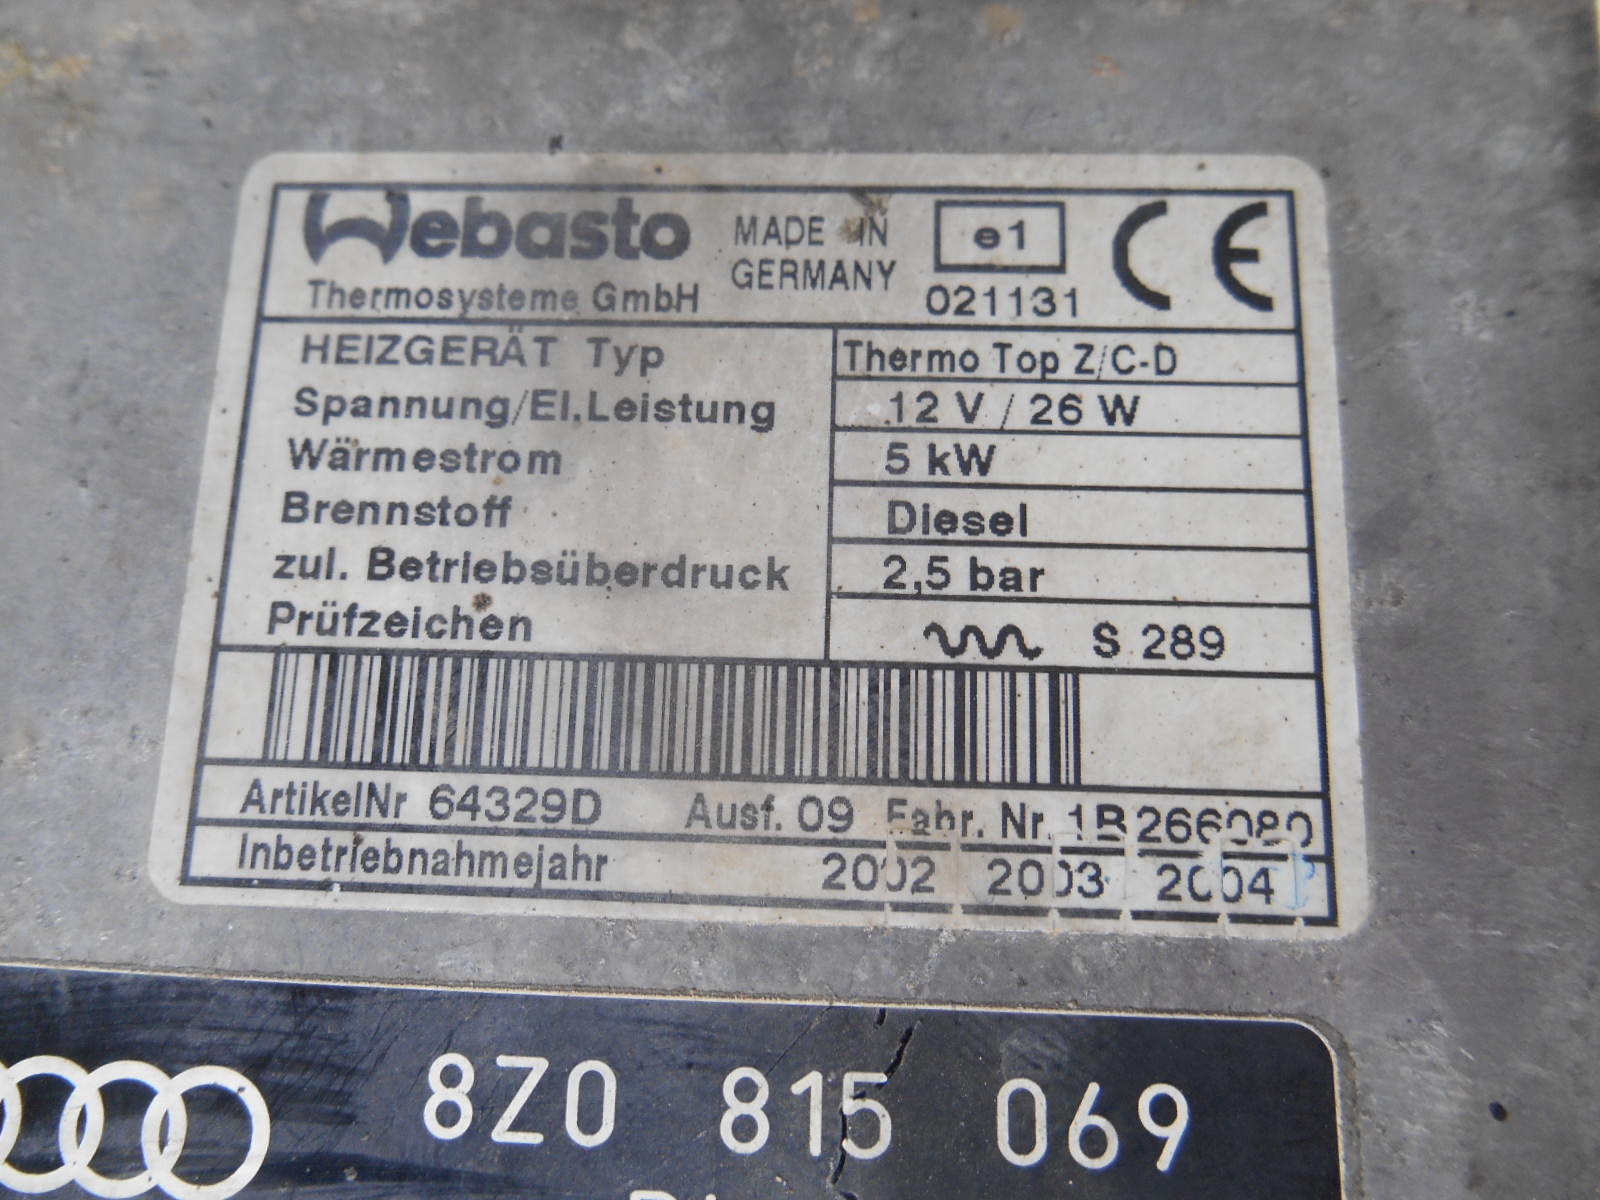 Webasto
Thermosysteme GmbH
MADE IN
GERMANY
e1
021131
CE
HEIZGERÄT Typ Thermo Top Z/C-D
Spannung/El.Leistung 12 V / 26 W
Wärmestrom 5 kW
Brennstoff Diesel
zul. Betriebsüberdruck 2,5 bar
Prüfzeichen S 289
ArtikelNr 64329D Ausf. 09 Fahr. Nr. 1B266080
Inbetriebnahmejahr 2002 2003 2004
8Z0 815 069